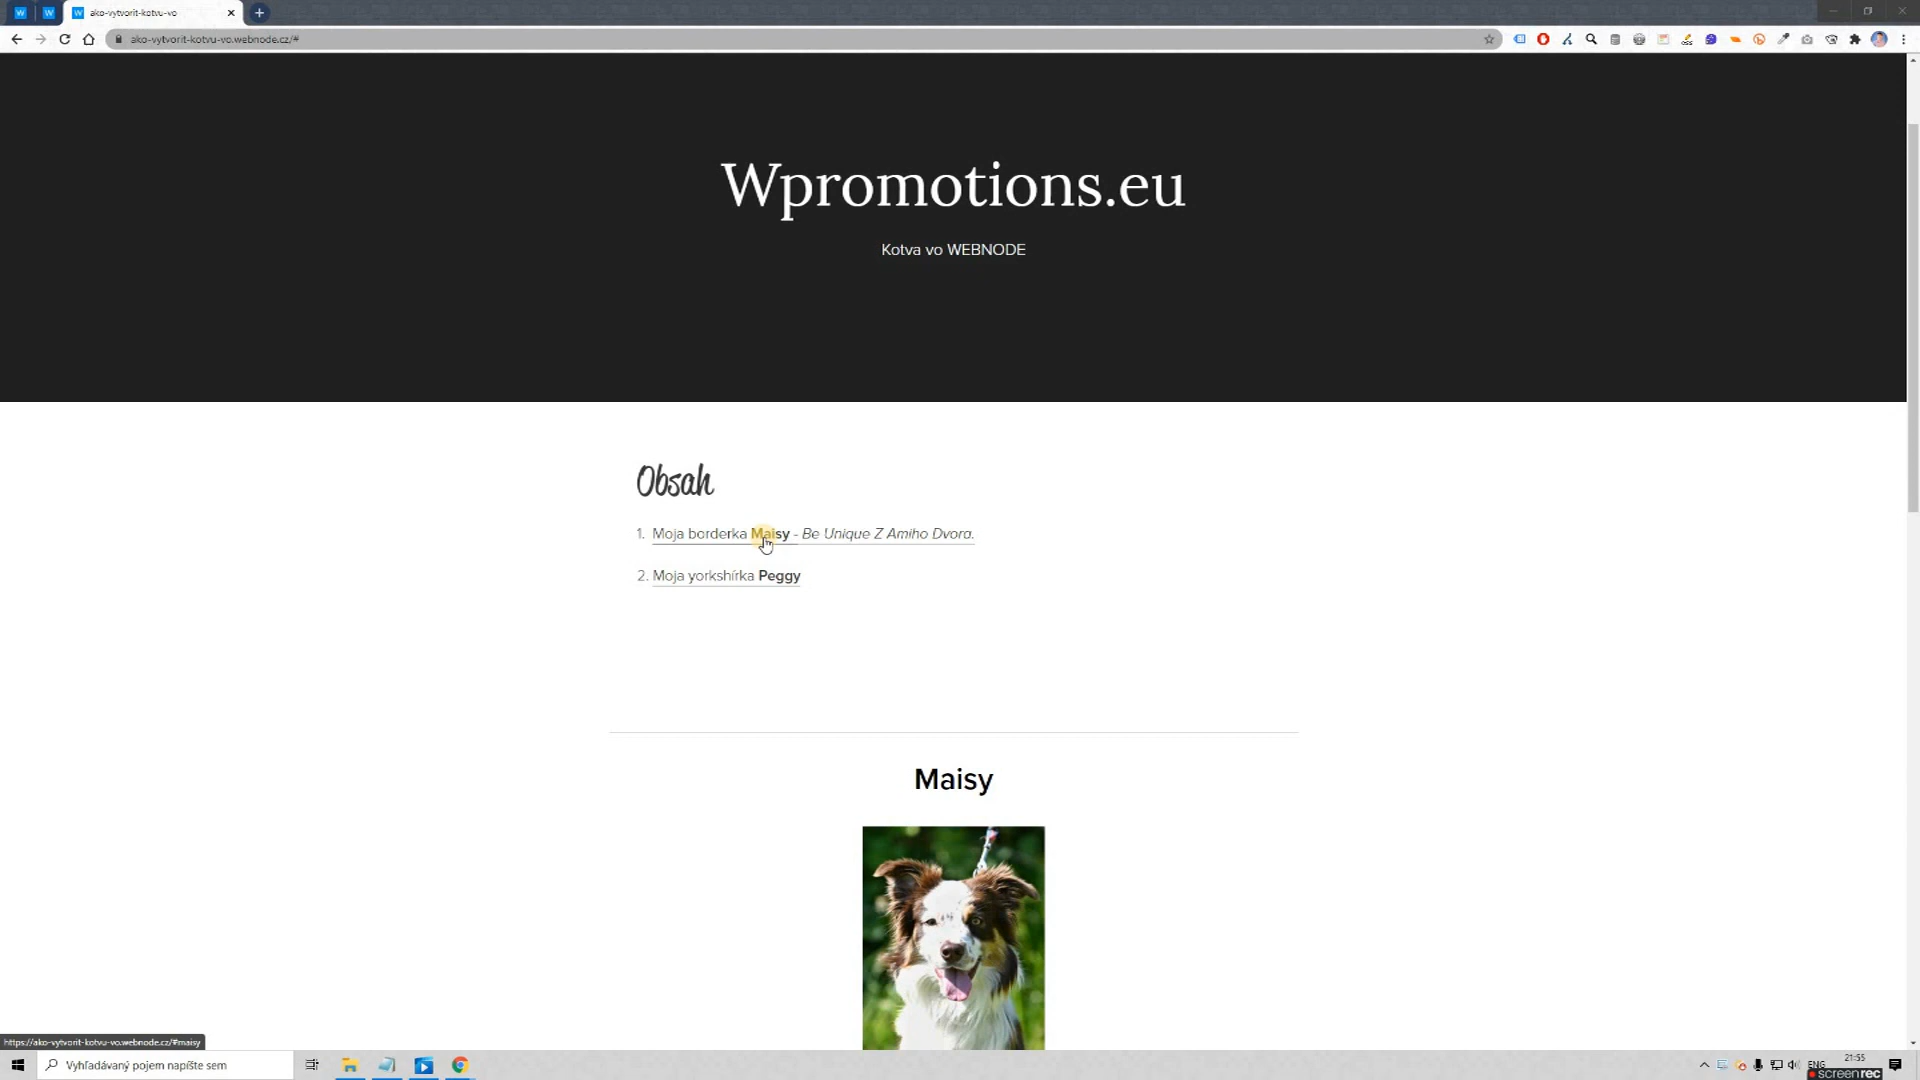 ako-vytvorit-kotvu-vo
ako-vytvorit-kotvu-vo.webnode.cz/#
Wpromotions.eu
Kotva vo WEBNODE
Obsah
1. Moja borderka Maisy - Be Unique Z Amiho Dvora.
2. Moja yorkshírka Peggy
Maisy
https://ako-vytvorit-kotvu-vo.webnode.cz/#maisy
Vyhľadávaný pojem napíšte sem
ENG
21:55
screenrec